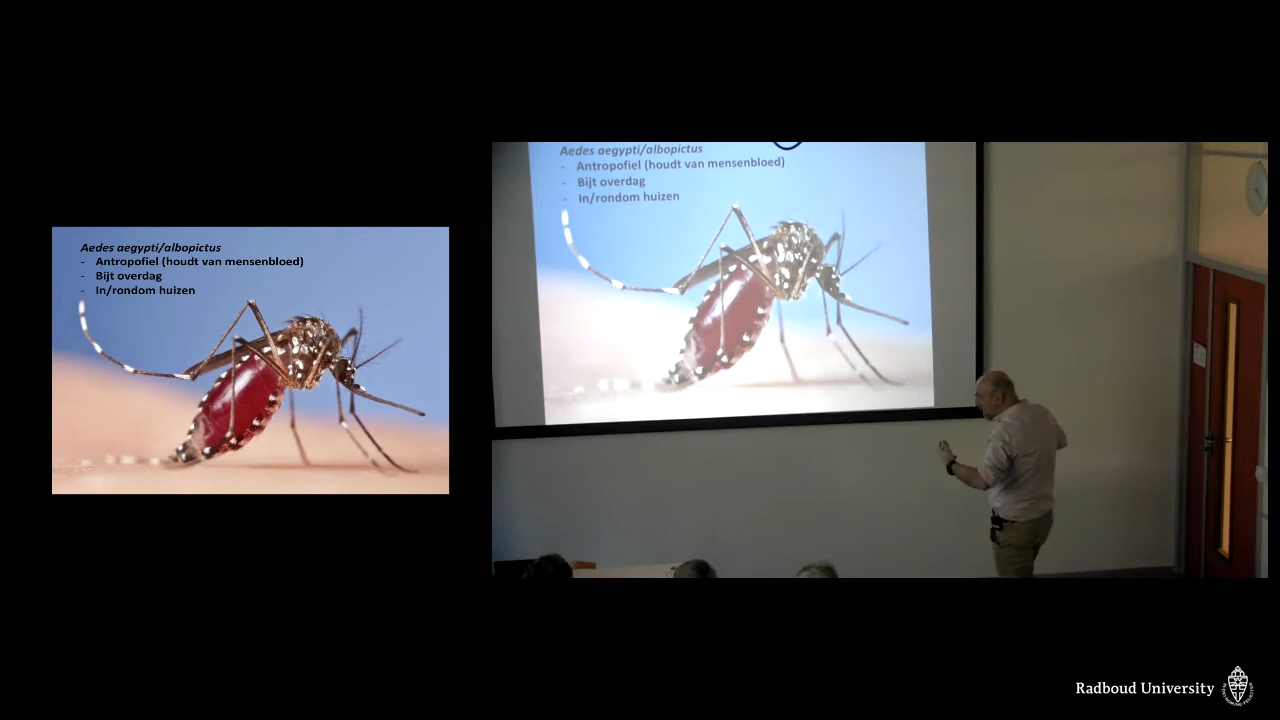 Aedes aegypti/albopictus
- Antropofiel (houdt van mensenbloed)
- Bijt overdag
- In/rondom huizen
Aedes aegypti/albopictus
- Antropofiel (houdt van mensenbloed)
- Bijt overdag
- In/rondom huizen
Radboud University